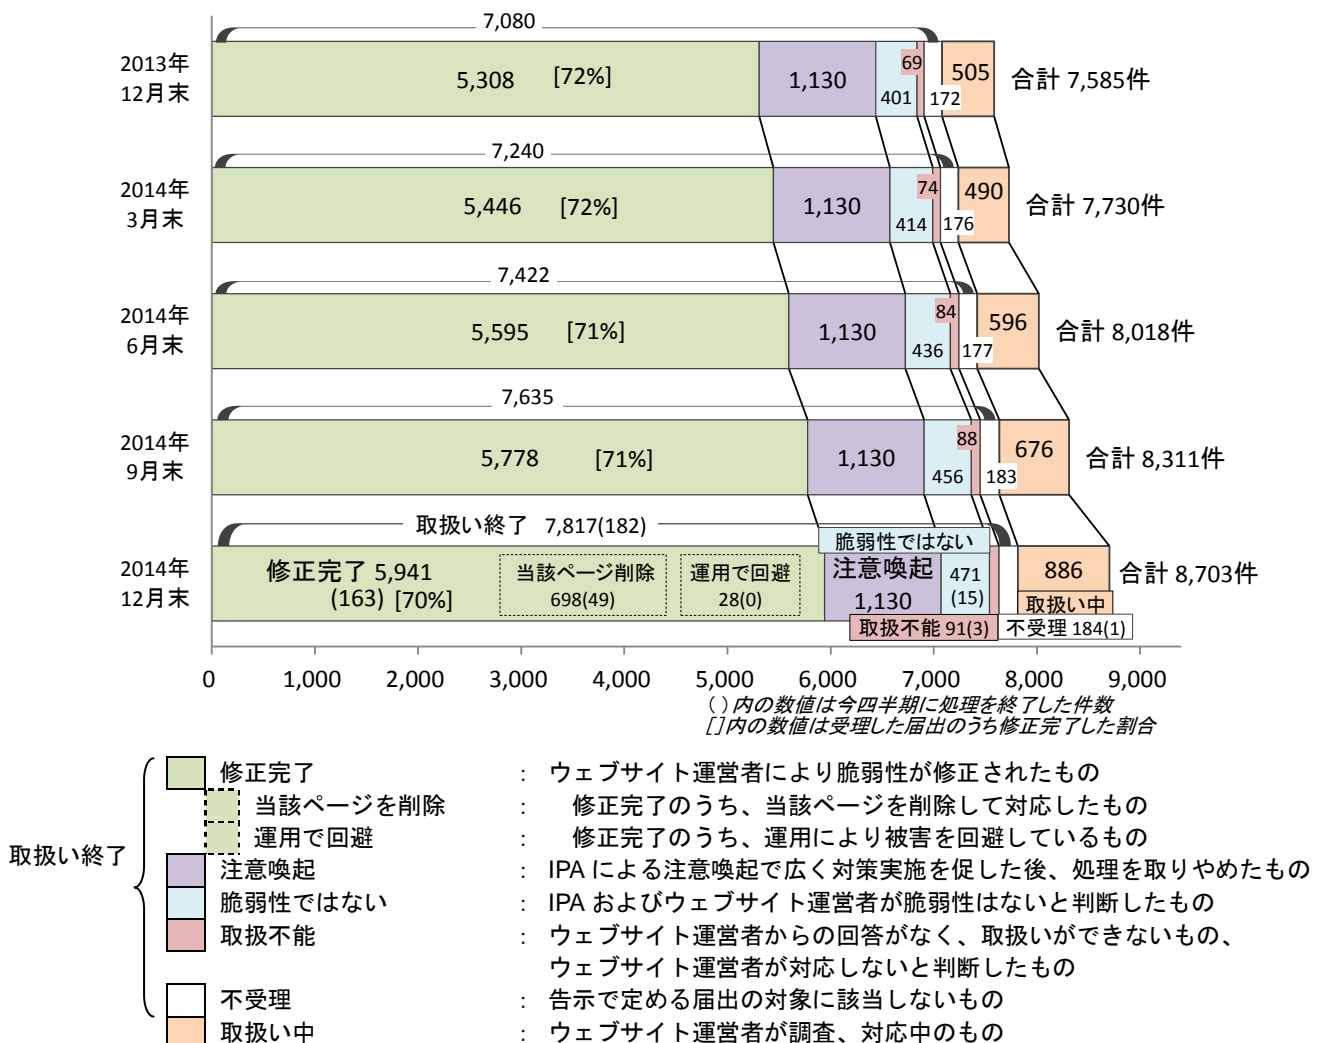 7,080
2013年
12月末
5,308 [72%] 1,130 401 69 172 505 合計 7,585件
7,240
2014年
3月末
5,446 [72%] 1,130 414 74 176 490 合計 7,730件
7,422
2014年
6月末
5,595 [71%] 1,130 436 84 177 596 合計 8,018件
7,635
2014年
9月末
5,778 [71%] 1,130 456 88 183 676 合計 8,311件
取扱い終了 7,817(182)
2014年
12月末
修正完了 5,941
(163) [70%]
当該ページ削除
698(49)
運用で回避
28(0)
脆弱性ではない
注意喚起
1,130
471
(15)
886
取扱い中
合計 8,703件
取扱不能 91(3) 不受理 184(1)
0 1,000 2,000 3,000 4,000 5,000 6,000 7,000 8,000 9,000
( )内の数値は今四半期に処理を終了した件数
[]内の数値は受理した届出のうち修正完了した割合
取扱い終了
修正完了 : ウェブサイト運営者により脆弱性が修正されたもの
当該ページを削除 : 修正完了のうち、当該ページを削除して対応したもの
運用で回避 : 修正完了のうち、運用により被害を回避しているもの
注意喚起 : IPA による注意喚起で広く対策実施を促した後、処理を取りやめたもの
脆弱性ではない : IPA およびウェブサイト運営者が脆弱性はないと判断したもの
取扱不能 : ウェブサイト運営者からの回答がなく、取扱いができないもの、
ウェブサイト運営者が対応しないと判断したもの
不受理 : 告示で定める届出の対象に該当しないもの
取扱い中 : ウェブサイト運営者が調査、対応中のもの